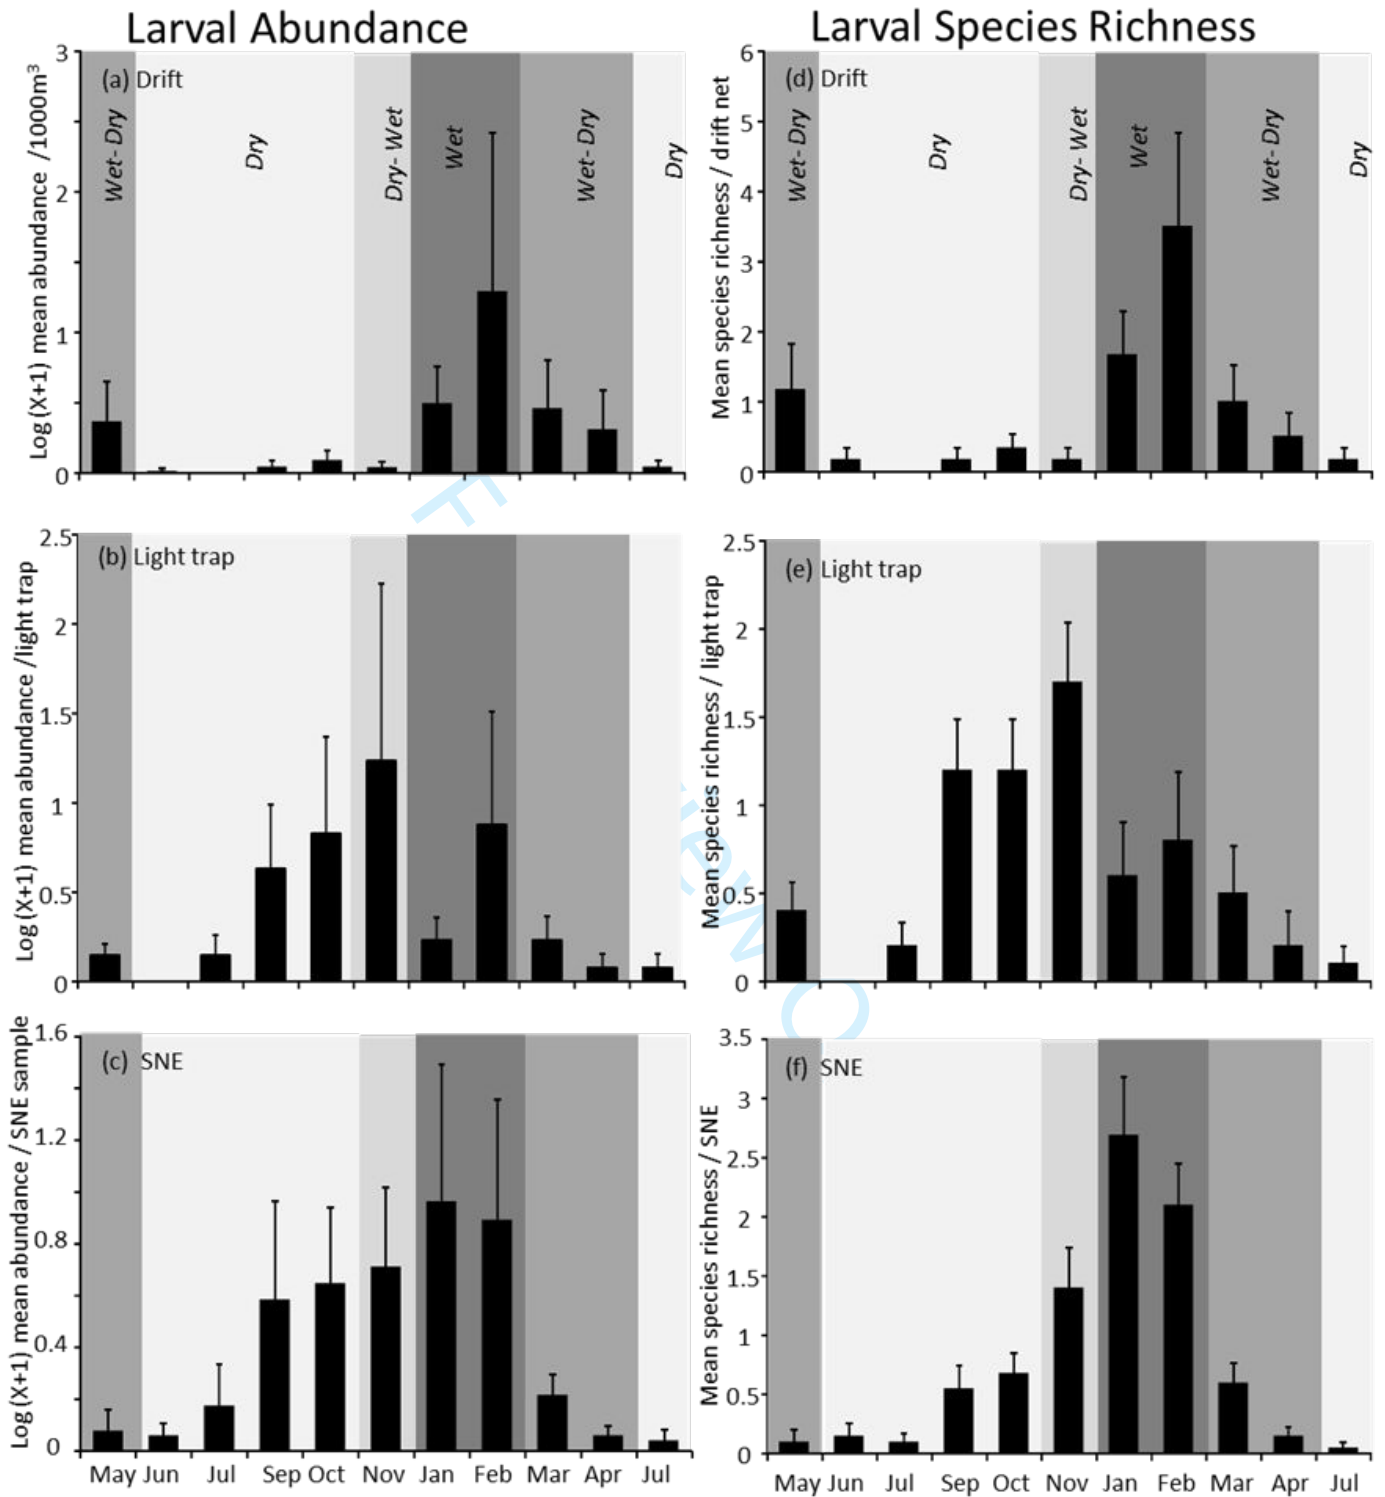 Larval Abundance
Larval Species Richness
Log (X+1) mean abundance /1000m³
3
2
1
0
(a) Drift
Wet- Dry
Dry
Dry- Wet
Wet
Wet- Dry
Dry
Mean species richness / drift net
6
5
4
3
2
1
0
(d) Drift
Wet- Dry
Dry
Dry- Wet
Wet
Wet- Dry
Dry
Log (X+1) mean abundance /light trap
2.5
2
1.5
1
0.5
0
(b) Light trap
Mean species richness / light trap
2.5
2
1.5
1
0.5
0
(e) Light trap
Log (X+1) mean abundance / SNE sample
1.6
1.2
0.8
0.4
0
(c) SNE
May Jun Jul Sep Oct Nov Jan Feb Mar Apr Jul
Mean species richness / SNE
3.5
3
2.5
2
1.5
1
0.5
0
(f) SNE
May Jun Jul Sep Oct Nov Jan Feb Mar Apr Jul